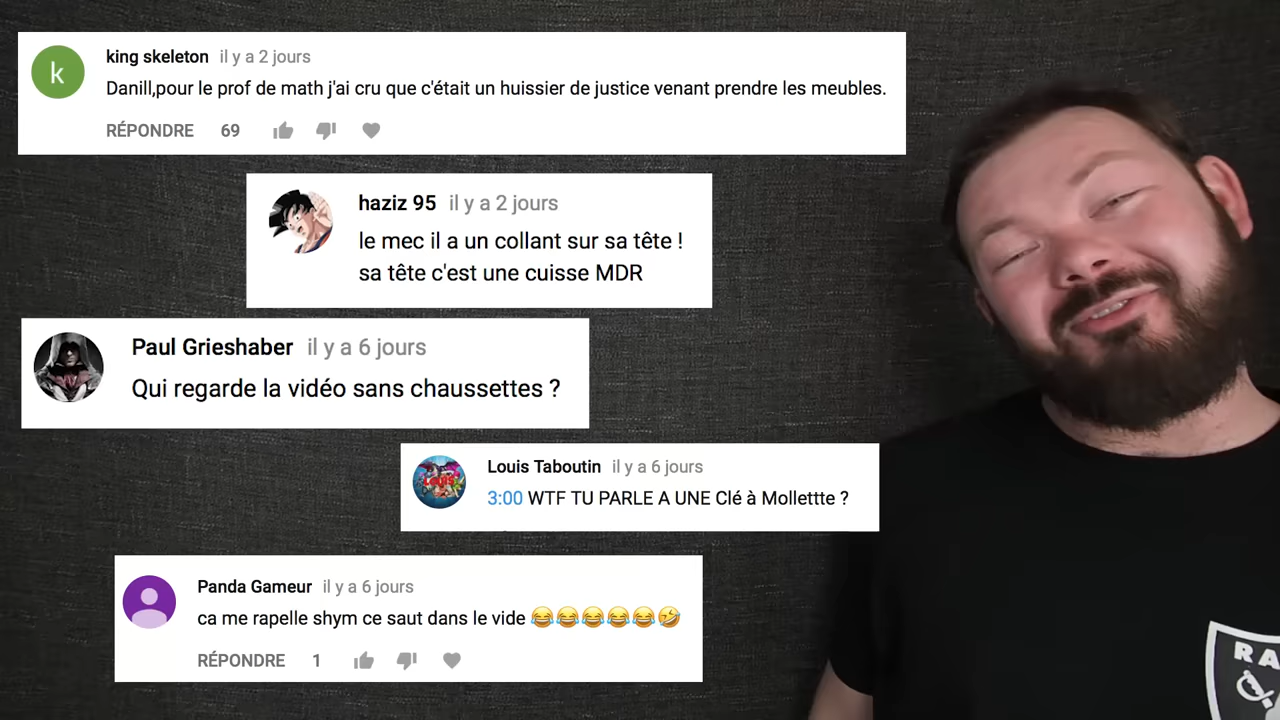 k
king skeleton il y a 2 jours
Danill,pour le prof de math j'ai cru que c'était un huissier de justice venant prendre les meubles.
RÉPONDRE 69
haziz 95 il y a 2 jours
le mec il a un collant sur sa tête !
sa tête c'est une cuisse MDR
Paul Grieshaber il y a 6 jours
Qui regarde la vidéo sans chaussettes ?
LOUIS
Louis Taboutin il y a 6 jours
3:00 WTF TU PARLE A UNE Clé à Mollettte ?
Panda Gameur il y a 6 jours
ca me rapelle shym ce saut dans le vide 😂😂😂😂😂🤣
RÉPONDRE 1
RA